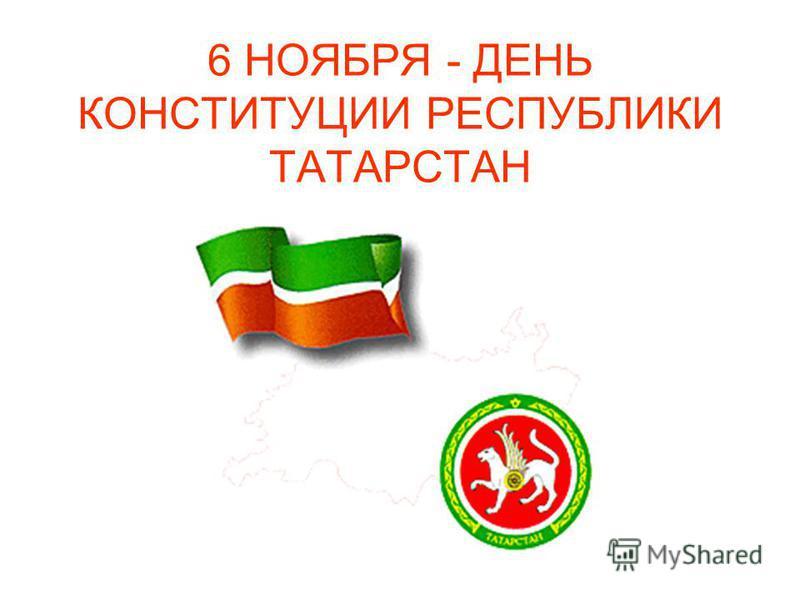 6 НОЯБРЯ - ДЕНЬ
КОНСТИТУЦИИ РЕСПУБЛИКИ
ТАТАРСТАН
ТАТАРСТАН
MyShared